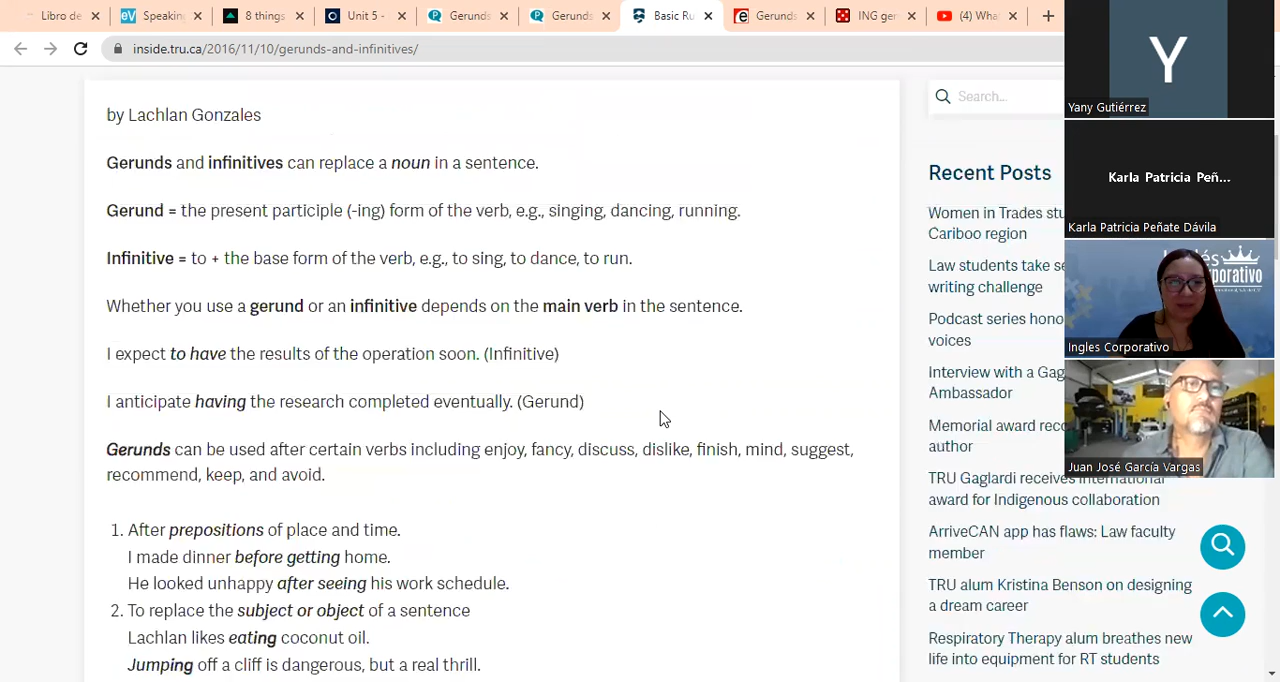 Libro de
Speaking
8 things
Unit 5 -
Gerunds
Gerunds
Basic Ru
Gerunds
ING ger
(4) Wha
inside.tru.ca/2016/11/10/gerunds-and-infinitives/
by Lachlan Gonzales
Gerunds and infinitives can replace a noun in a sentence.
Gerund = the present participle (-ing) form of the verb, e.g., singing, dancing, running.
Infinitive = to + the base form of the verb, e.g., to sing, to dance, to run.
Whether you use a gerund or an infinitive depends on the main verb in the sentence.
I expect to have the results of the operation soon. (Infinitive)
I anticipate having the research completed eventually. (Gerund)
Gerunds can be used after certain verbs including enjoy, fancy, discuss, dislike, finish, mind, suggest,
recommend, keep, and avoid.
1. After prepositions of place and time.
I made dinner before getting home.
He looked unhappy after seeing his work schedule.
2. To replace the subject or object of a sentence
Lachlan likes eating coconut oil.
Jumping off a cliff is dangerous, but a real thrill.
Search...
Recent Posts
Women in Trades stu
Cariboo region
Law students take se
writing challenge
Podcast series hono
voices
Interview with a Gag
Ambassador
Memorial award reco
author
TRU Gaglardi receives international
award for Indigenous collaboration
ArriveCAN app has flaws: Law faculty
member
TRU alum Kristina Benson on designing
a dream career
Respiratory Therapy alum breathes new
life into equipment for RT students
Y
Yany Gutiérrez
Karla Patricia Peñ...
Karla Patricia Peñate Dávila
Ingles Corporativo
Juan José García Vargas